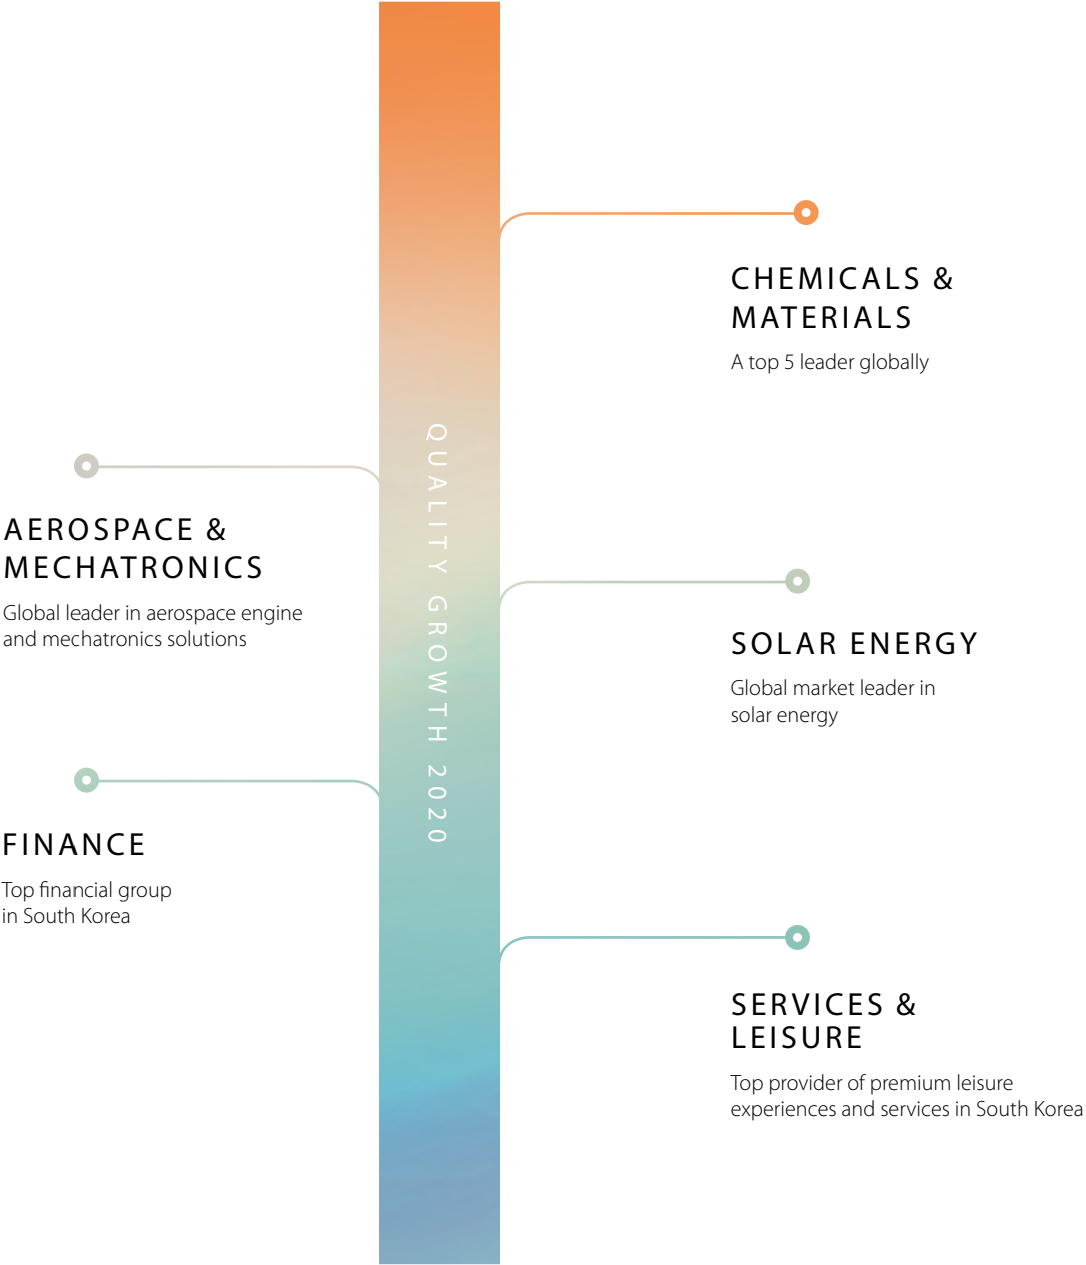 QUALITY GROWTH 2020
CHEMICALS &
MATERIALS
A top 5 leader globally
AEROSPACE &
MECHATRONICS
Global leader in aerospace engine
and mechatronics solutions
SOLAR ENERGY
Global market leader in
solar energy
FINANCE
Top financial group
in South Korea
SERVICES &
LEISURE
Top provider of premium leisure
experiences and services in South Korea